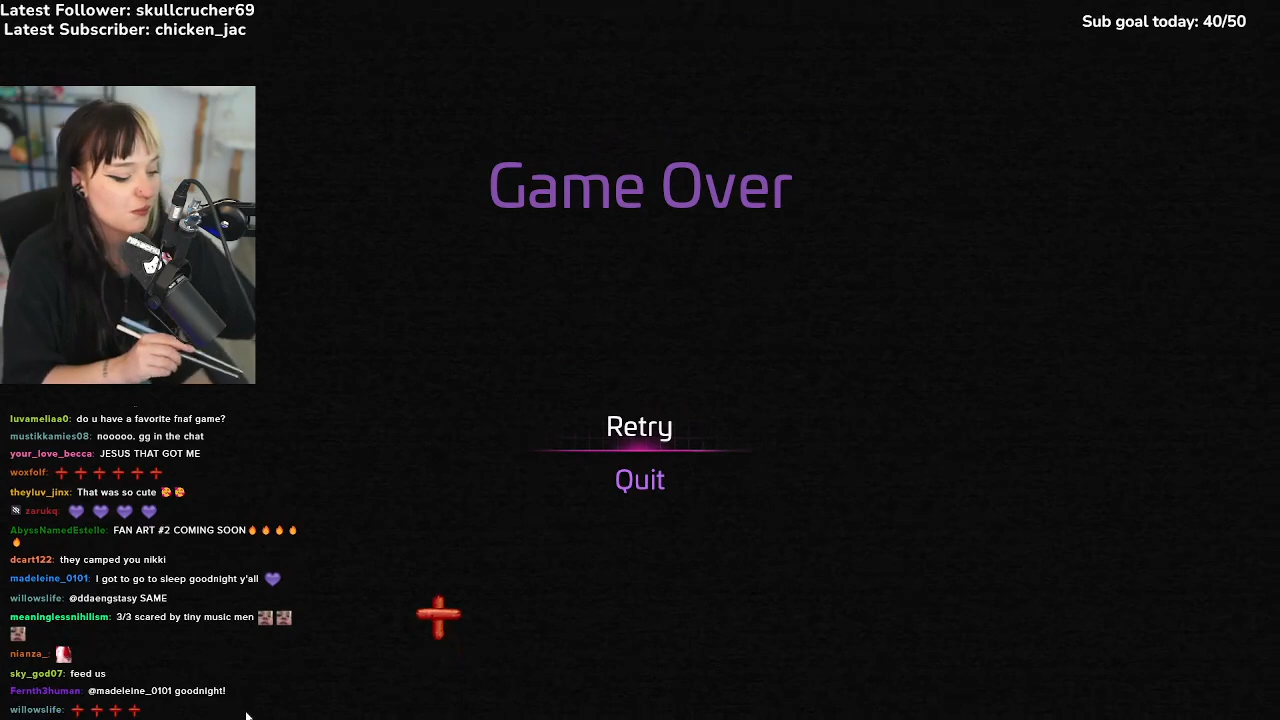 Latest Follower: skullcrucher69
Latest Subscriber: chicken_jac
Sub goal today: 40/50
Game Over
Retry
Quit
luvameliaa0: do u have a favorite fnaf game?
mustikkamies08: nooooo. gg in the chat
your_love_becca: JESUS THAT GOT ME
woxfolf:
theyluv_jinx: That was so cute 🥰 🥰
zarukq: 💜 💜 💜 💜
AbyssNamedEstelle: FAN ART #2 COMING SOON🔥 🔥 🔥 🔥
🔥
dcart122: they camped you nikki
madeleine_0101: I got to go to sleep goodnight y'all 💜
willowslife: @ddaengstasy SAME
meaninglessnihilism: 3/3 scared by tiny music men
nianza_:
sky_god07: feed us
Fernth3human: @madeleine_0101 goodnight!
willowslife: